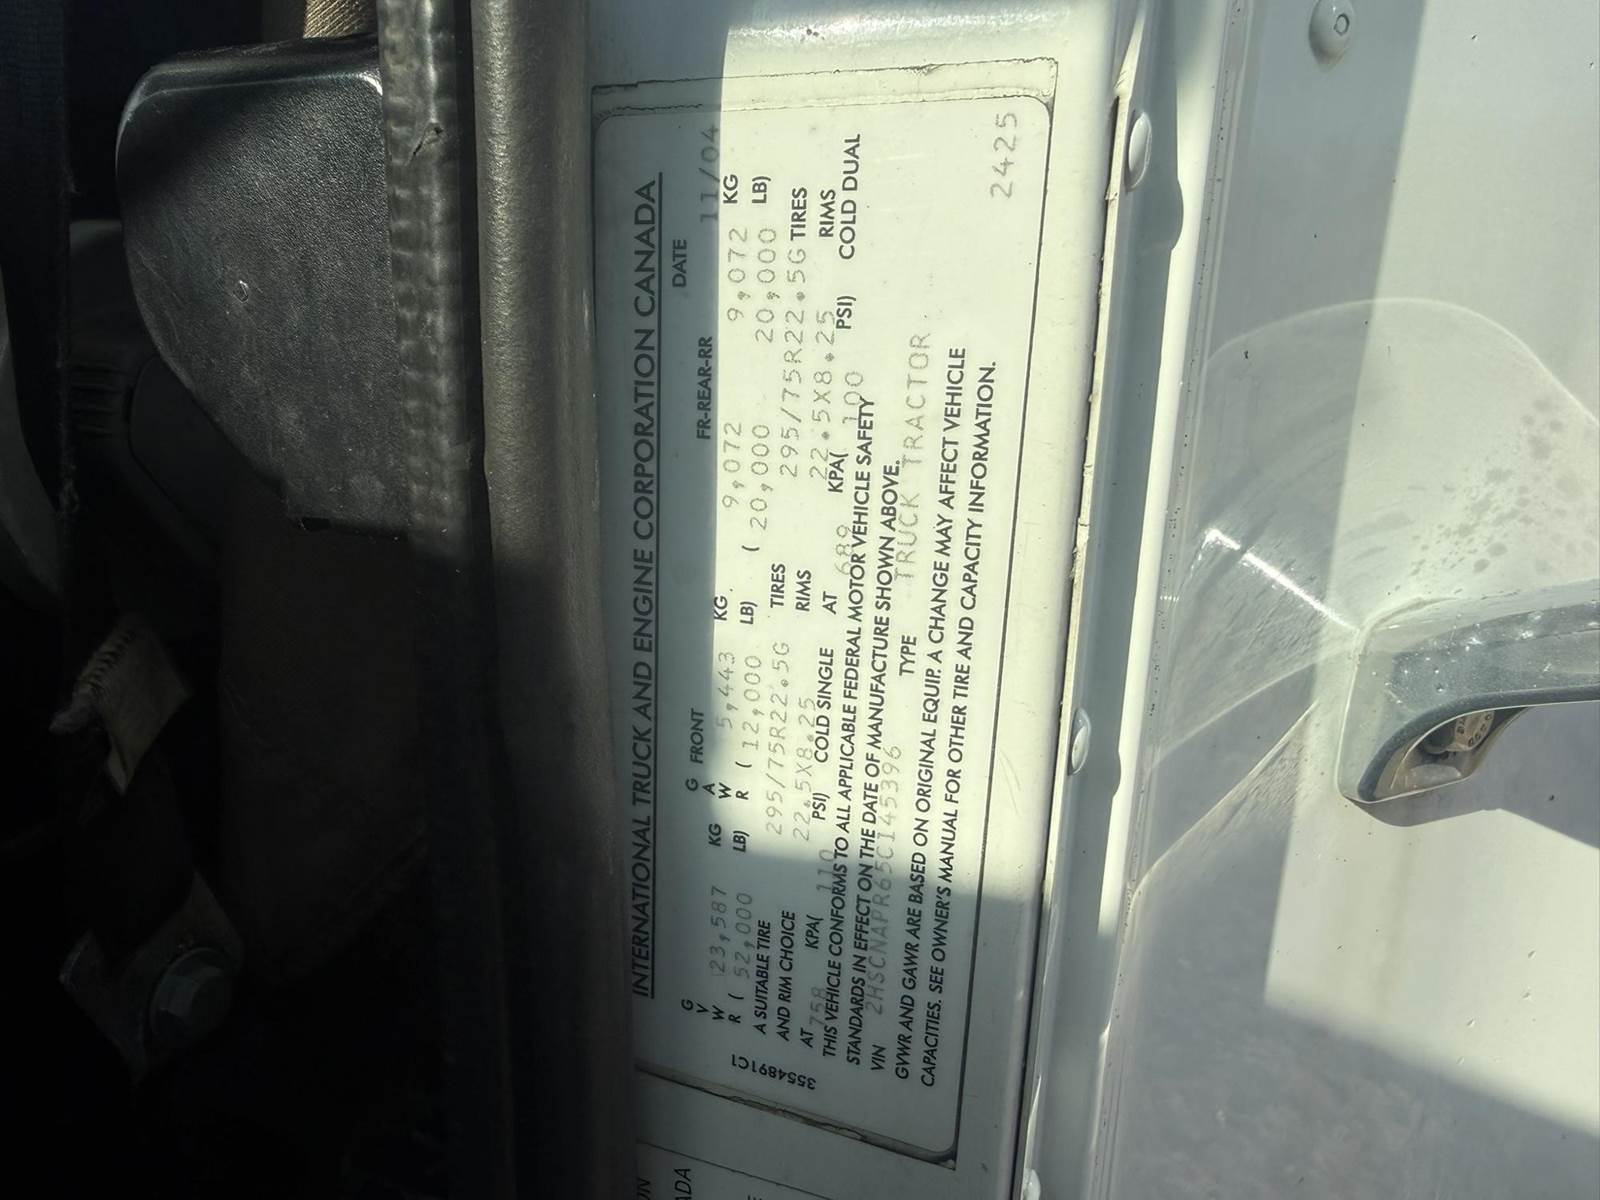 INTERNATIONAL TRUCK AND ENGINE CORPORATION CANADA
DATE 11/04
G FRONT FR-REAR-RR
G V W R 23,587 KG G A W R 5,443 KG 9,072 9,072 KG
( 52,000 LB) ( 12,000 LB) ( 20,000 20,000 LB)
A SUITABLE TIRE 295/75R22.5G TIRES 295/75R22.5G TIRES
AND RIM CHOICE 22.5X8.25 RIMS 22.5X8.25 RIMS
AT 758 KPA( 110 PSI) COLD SINGLE AT 689 KPA( 100 PSI) COLD DUAL
THIS VEHICLE CONFORMS TO ALL APPLICABLE FEDERAL MOTOR VEHICLE SAFETY
STANDARDS IN EFFECT ON THE DATE OF MANUFACTURE SHOWN ABOVE.
VIN 2HSCNAPR65C145396 TYPE TRUCK TRACTOR
GVWR AND GAWR ARE BASED ON ORIGINAL EQUIP. A CHANGE MAY AFFECT VEHICLE
CAPACITIES. SEE OWNER'S MANUAL FOR OTHER TIRE AND CAPACITY INFORMATION.
2425
3554891C1